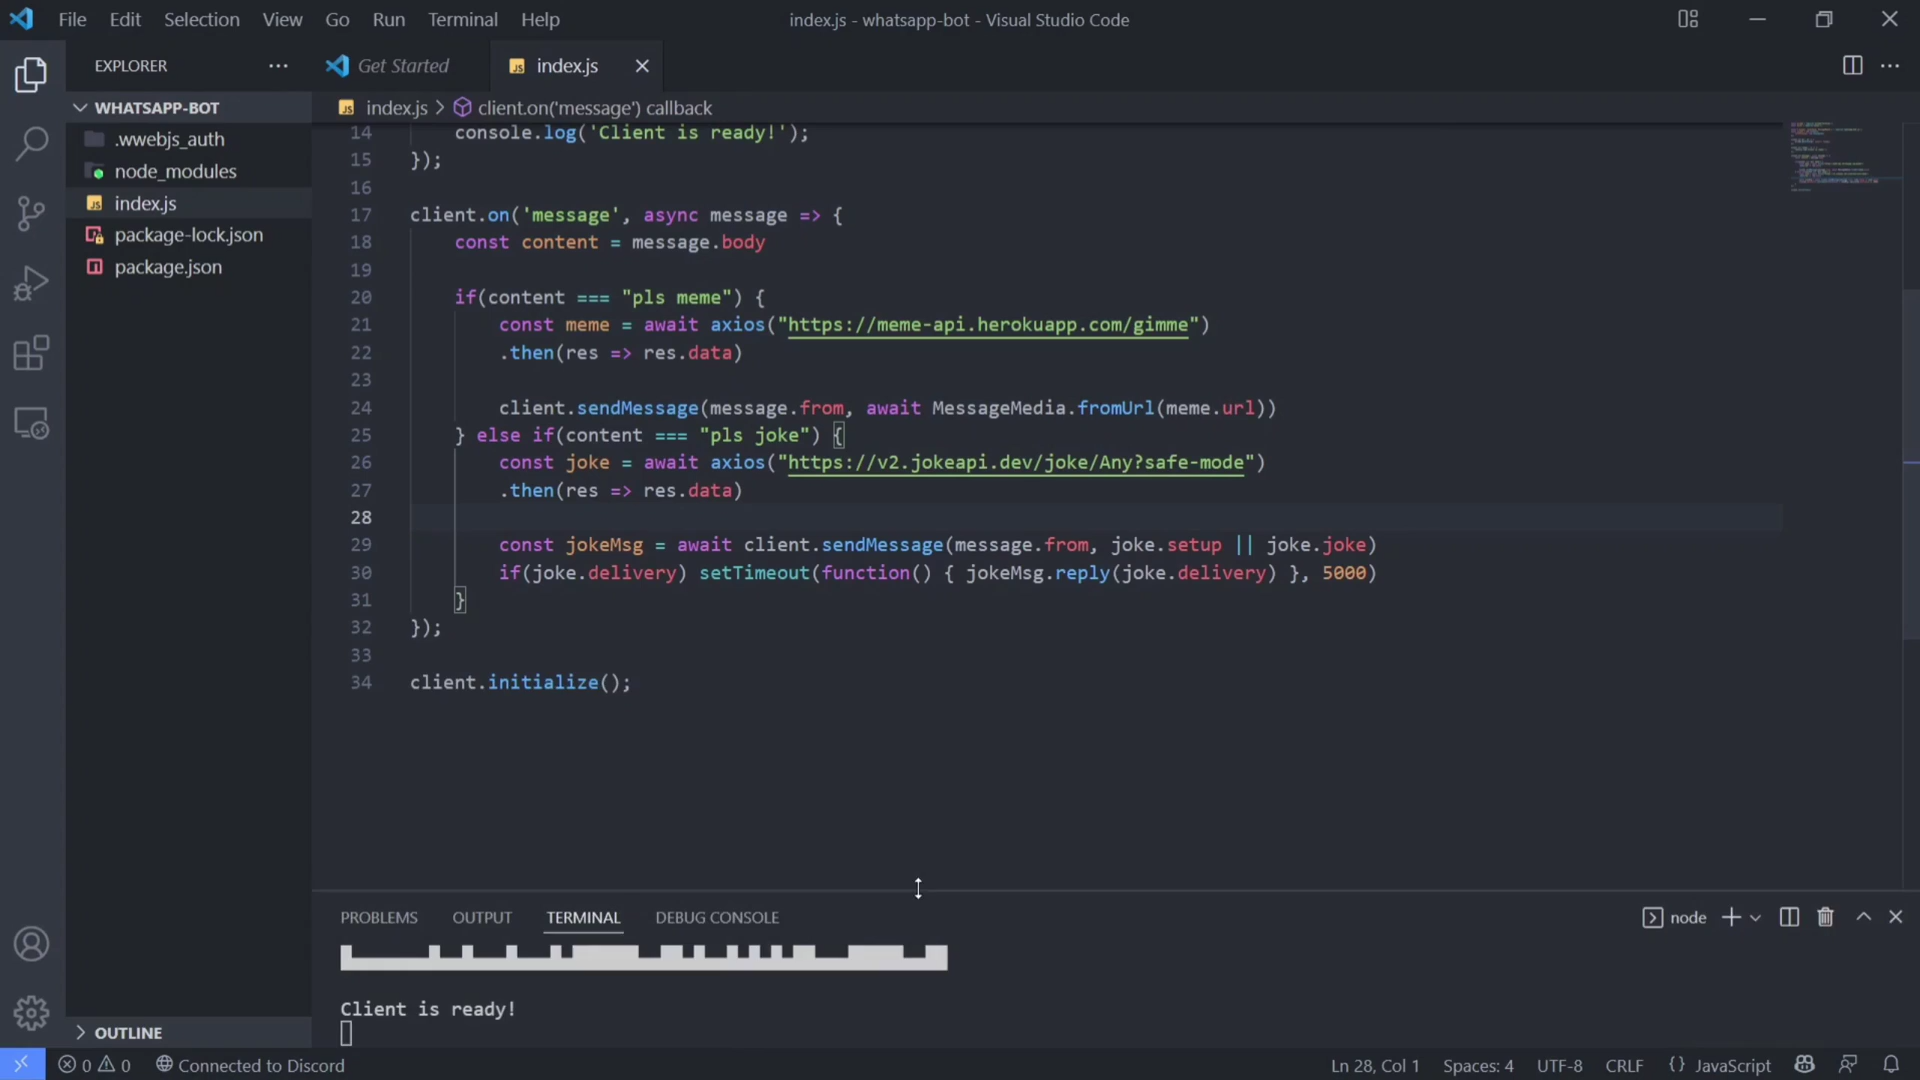 File Edit Selection View Go Run Terminal Help
index.js - whatsapp-bot - Visual Studio Code
EXPLORER
Get Started
index.js
WHATSAPP-BOT
.wwebjs_auth
node_modules
index.js
package-lock.json
package.json
OUTLINE
index.js > client.on('message') callback
14 console.log('Client is ready!');
15 });
16
17 client.on('message', async message => {
18 const content = message.body
19
20 if(content === "pls meme") {
21 const meme = await axios("https://meme-api.herokuapp.com/gimme")
22 .then(res => res.data)
23
24 client.sendMessage(message.from, await MessageMedia.fromUrl(meme.url))
25 } else if(content === "pls joke") {
26 const joke = await axios("https://v2.jokeapi.dev/joke/Any?safe-mode")
27 .then(res => res.data)
28
29 const jokeMsg = await client.sendMessage(message.from, joke.setup || joke.joke)
30 if(joke.delivery) setTimeout(function() { jokeMsg.reply(joke.delivery) }, 5000)
31 }
32 });
33
34 client.initialize();
PROBLEMS OUTPUT TERMINAL DEBUG CONSOLE
node
Client is ready!
0 0 Connected to Discord
Ln 28, Col 1 Spaces: 4 UTF-8 CRLF {} JavaScript